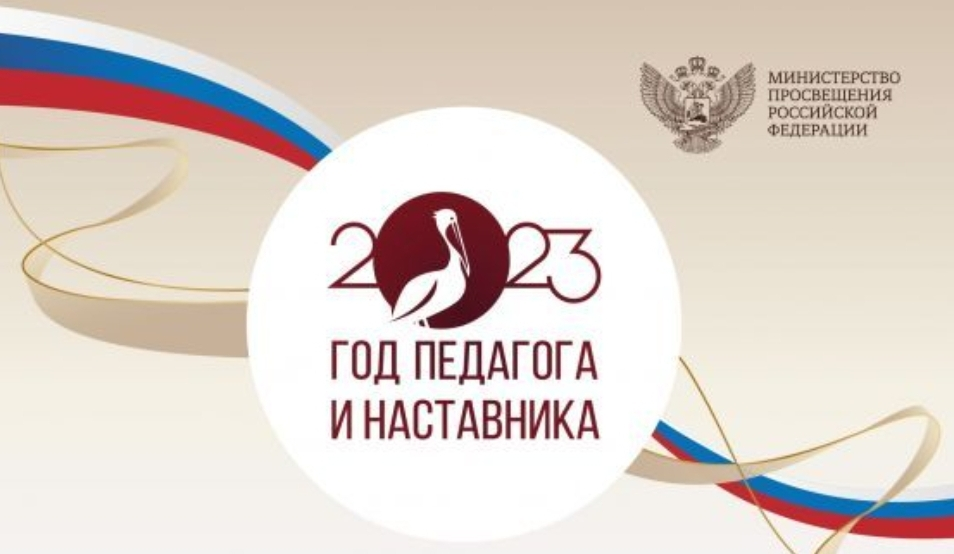 МИНИСТЕРСТВО
ПРОСВЕЩЕНИЯ
РОССИЙСКОЙ
ФЕДЕРАЦИИ
2023
ГОД ПЕДАГОГА
И НАСТАВНИКА